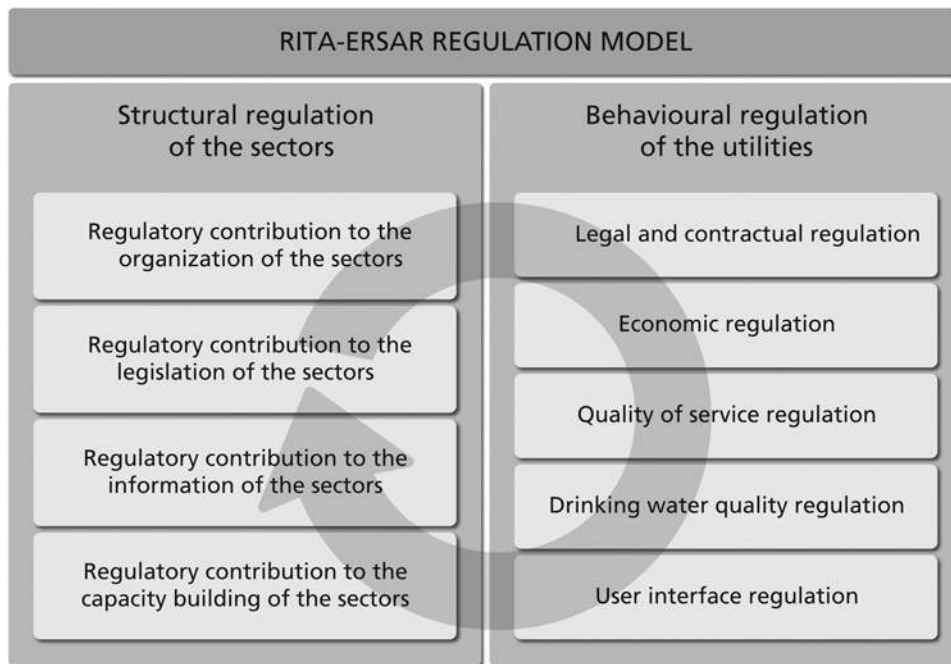 RITA-ERSAR REGULATION MODEL
Structural regulation
of the sectors
Regulatory contribution to the
organization of the sectors
Regulatory contribution to the
legislation of the sectors
Regulatory contribution to the
information of the sectors
Regulatory contribution to the
capacity building of the sectors
Behavioural regulation
of the utilities
Legal and contractual regulation
Economic regulation
Quality of service regulation
Drinking water quality regulation
User interface regulation